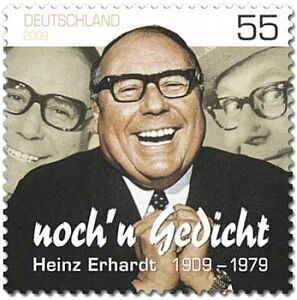 DEUTSCHLAND 55
2009
noch'n Gedicht
Heinz Erhardt 1909 – 1979